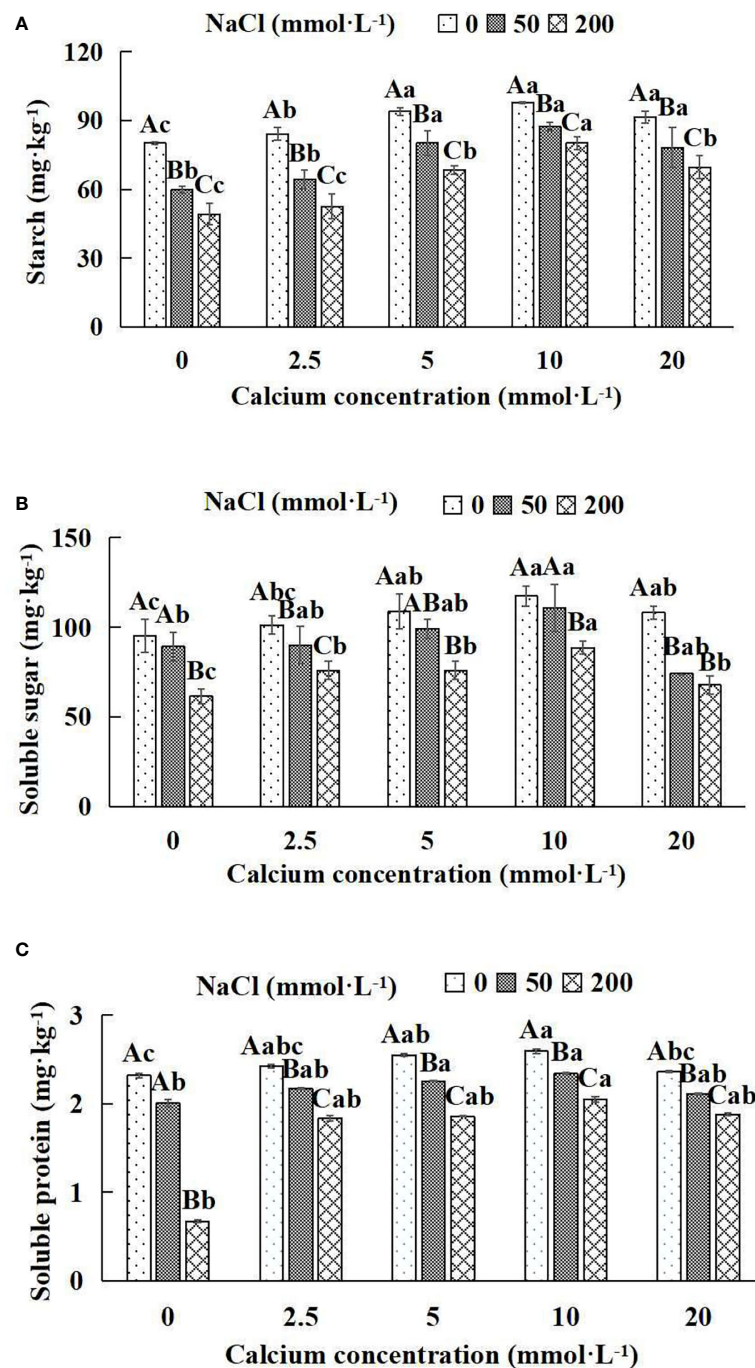 A
NaCl (mmol·L-1) 0 50 200
Starch (mg·kg-1)
120
90
60
30
0
Ac Bb Cc
Ab Bb Cc
Aa Ba Cb
Aa Ba Ca
Aa Ba Cb
0 2.5 5 10 20
Calcium concentration (mmol·L-1)
B
NaCl (mmol·L-1) 0 50 200
Soluble sugar (mg·kg-1)
150
100
50
0
Ac Ab Bc
Abc Bab Cb
Aab ABab Bb
Aa Aa Ba
Aab Bab Bb
0 2.5 5 10 20
Calcium concentration (mmol·L-1)
C
NaCl (mmol·L-1) 0 50 200
Soluble protein (mg·kg-1)
3
2
1
0
Ac Ab Bb
Aabc Bab Cab
Aab Ba Cab
Aa Ba Ca
Abc Bab Cab
0 2.5 5 10 20
Calcium concentration (mmol·L-1)